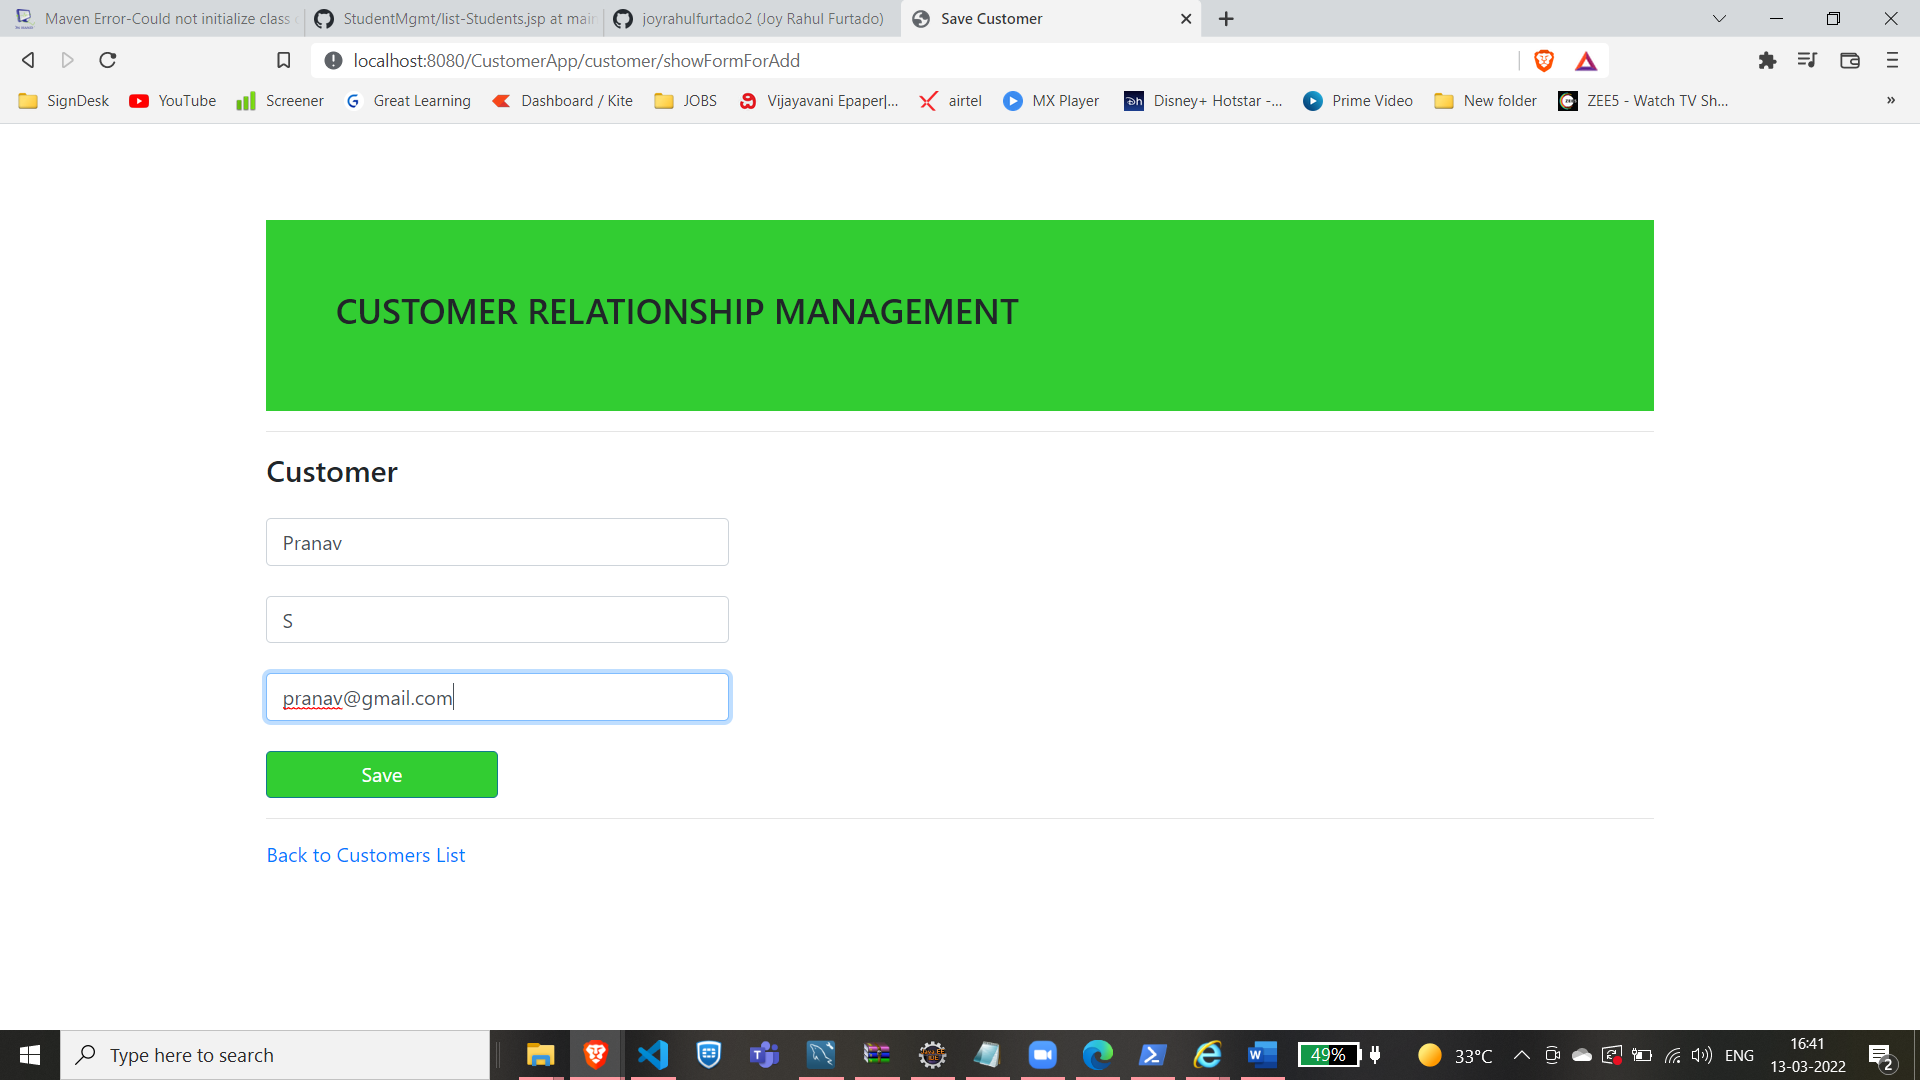 Maven Error-Could not initialize class
StudentMgmt/list-Students.jsp at main
joyrahulfurtado2 (Joy Rahul Furtado)
Save Customer
localhost:8080/CustomerApp/customer/showFormForAdd
SignDesk
YouTube
Screener
Great Learning
Dashboard / Kite
JOBS
Vijayavani Epaper|...
airtel
MX Player
Disney+ Hotstar -...
Prime Video
New folder
ZEE5 - Watch TV Sh...
»
CUSTOMER RELATIONSHIP MANAGEMENT
Customer
Pranav
S
pranav@gmail.com
Save
Back to Customers List
Type here to search
49%
33°C
ENG
16:41
13-03-2022
2